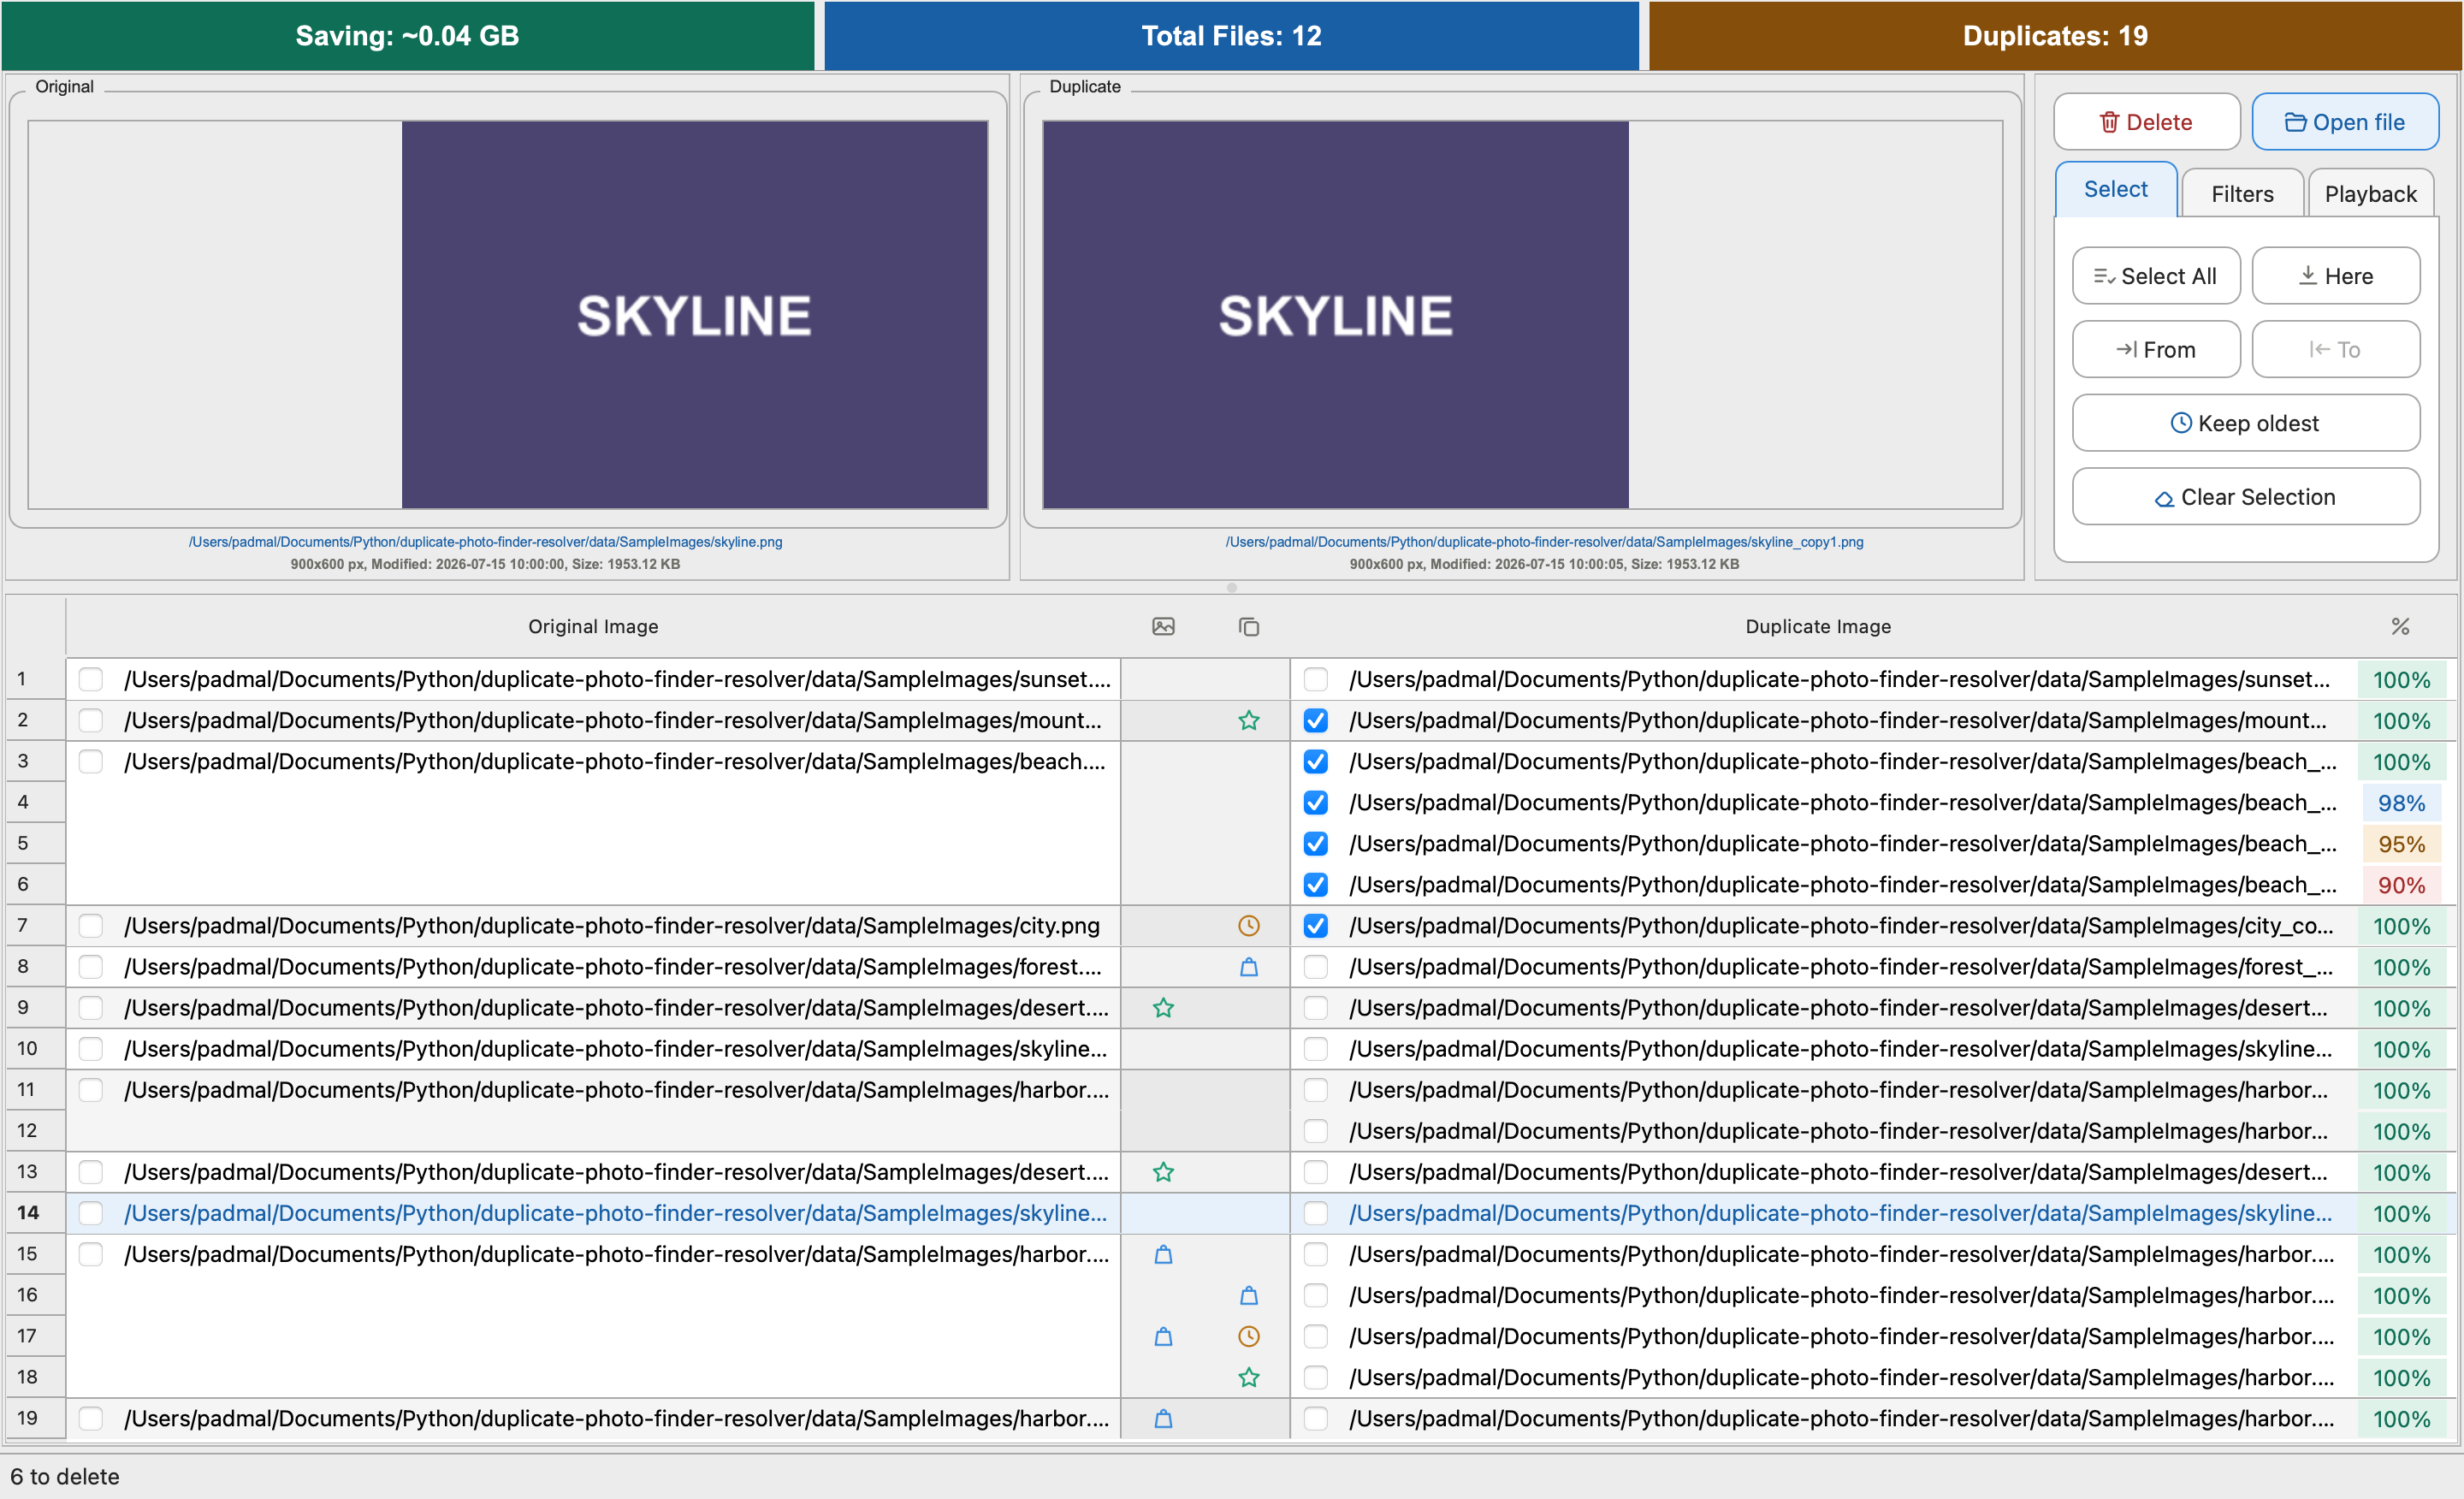 Saving: ~0.04 GB
Total Files: 12
Duplicates: 19
Original
SKYLINE
/Users/padmal/Documents/Python/duplicate-photo-finder-resolver/data/SampleImages/skyline.png
900x600 px, Modified: 2026-07-15 10:00:00, Size: 1953.12 KB
Duplicate
SKYLINE
/Users/padmal/Documents/Python/duplicate-photo-finder-resolver/data/SampleImages/skyline_copy1.png
900x600 px, Modified: 2026-07-15 10:00:05, Size: 1953.12 KB
Delete
Open file
Select
Filters
Playback
Select All
Here
From
To
Keep oldest
Clear Selection
Original Image
Duplicate Image
%
1 /Users/padmal/Documents/Python/duplicate-photo-finder-resolver/data/SampleImages/sunset.... /Users/padmal/Documents/Python/duplicate-photo-finder-resolver/data/SampleImages/sunset... 100%
2 /Users/padmal/Documents/Python/duplicate-photo-finder-resolver/data/SampleImages/mount... /Users/padmal/Documents/Python/duplicate-photo-finder-resolver/data/SampleImages/mount... 100%
3 /Users/padmal/Documents/Python/duplicate-photo-finder-resolver/data/SampleImages/beach.... /Users/padmal/Documents/Python/duplicate-photo-finder-resolver/data/SampleImages/beach_... 100%
4 /Users/padmal/Documents/Python/duplicate-photo-finder-resolver/data/SampleImages/beach_... 98%
5 /Users/padmal/Documents/Python/duplicate-photo-finder-resolver/data/SampleImages/beach_... 95%
6 /Users/padmal/Documents/Python/duplicate-photo-finder-resolver/data/SampleImages/beach_... 90%
7 /Users/padmal/Documents/Python/duplicate-photo-finder-resolver/data/SampleImages/city.png /Users/padmal/Documents/Python/duplicate-photo-finder-resolver/data/SampleImages/city_co... 100%
8 /Users/padmal/Documents/Python/duplicate-photo-finder-resolver/data/SampleImages/forest.... /Users/padmal/Documents/Python/duplicate-photo-finder-resolver/data/SampleImages/forest_... 100%
9 /Users/padmal/Documents/Python/duplicate-photo-finder-resolver/data/SampleImages/desert.... /Users/padmal/Documents/Python/duplicate-photo-finder-resolver/data/SampleImages/desert... 100%
10 /Users/padmal/Documents/Python/duplicate-photo-finder-resolver/data/SampleImages/skyline... /Users/padmal/Documents/Python/duplicate-photo-finder-resolver/data/SampleImages/skyline... 100%
11 /Users/padmal/Documents/Python/duplicate-photo-finder-resolver/data/SampleImages/harbor.... /Users/padmal/Documents/Python/duplicate-photo-finder-resolver/data/SampleImages/harbor... 100%
12 /Users/padmal/Documents/Python/duplicate-photo-finder-resolver/data/SampleImages/harbor... 100%
13 /Users/padmal/Documents/Python/duplicate-photo-finder-resolver/data/SampleImages/desert.... /Users/padmal/Documents/Python/duplicate-photo-finder-resolver/data/SampleImages/desert... 100%
14 /Users/padmal/Documents/Python/duplicate-photo-finder-resolver/data/SampleImages/skyline... /Users/padmal/Documents/Python/duplicate-photo-finder-resolver/data/SampleImages/skyline... 100%
15 /Users/padmal/Documents/Python/duplicate-photo-finder-resolver/data/SampleImages/harbor.... /Users/padmal/Documents/Python/duplicate-photo-finder-resolver/data/SampleImages/harbor.... 100%
16 /Users/padmal/Documents/Python/duplicate-photo-finder-resolver/data/SampleImages/harbor.... 100%
17 /Users/padmal/Documents/Python/duplicate-photo-finder-resolver/data/SampleImages/harbor.... 100%
18 /Users/padmal/Documents/Python/duplicate-photo-finder-resolver/data/SampleImages/harbor.... 100%
19 /Users/padmal/Documents/Python/duplicate-photo-finder-resolver/data/SampleImages/harbor.... /Users/padmal/Documents/Python/duplicate-photo-finder-resolver/data/SampleImages/harbor.... 100%
6 to delete